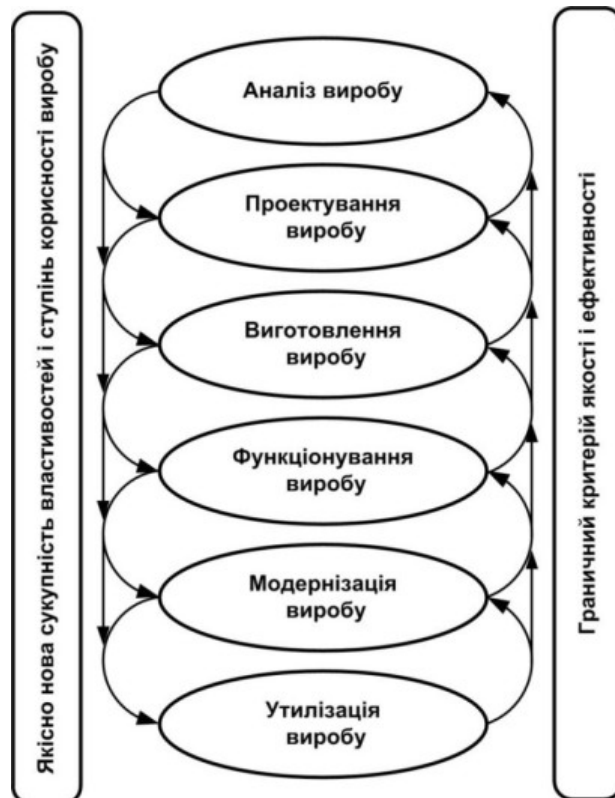 Якісно нова сукупність властивостей і ступінь корисності виробу
Аналіз виробу
Проектування
виробу
Виготовлення
виробу
Функціонування
виробу
Модернізація
виробу
Утилізація
виробу
Граничний критерій якості і ефективності